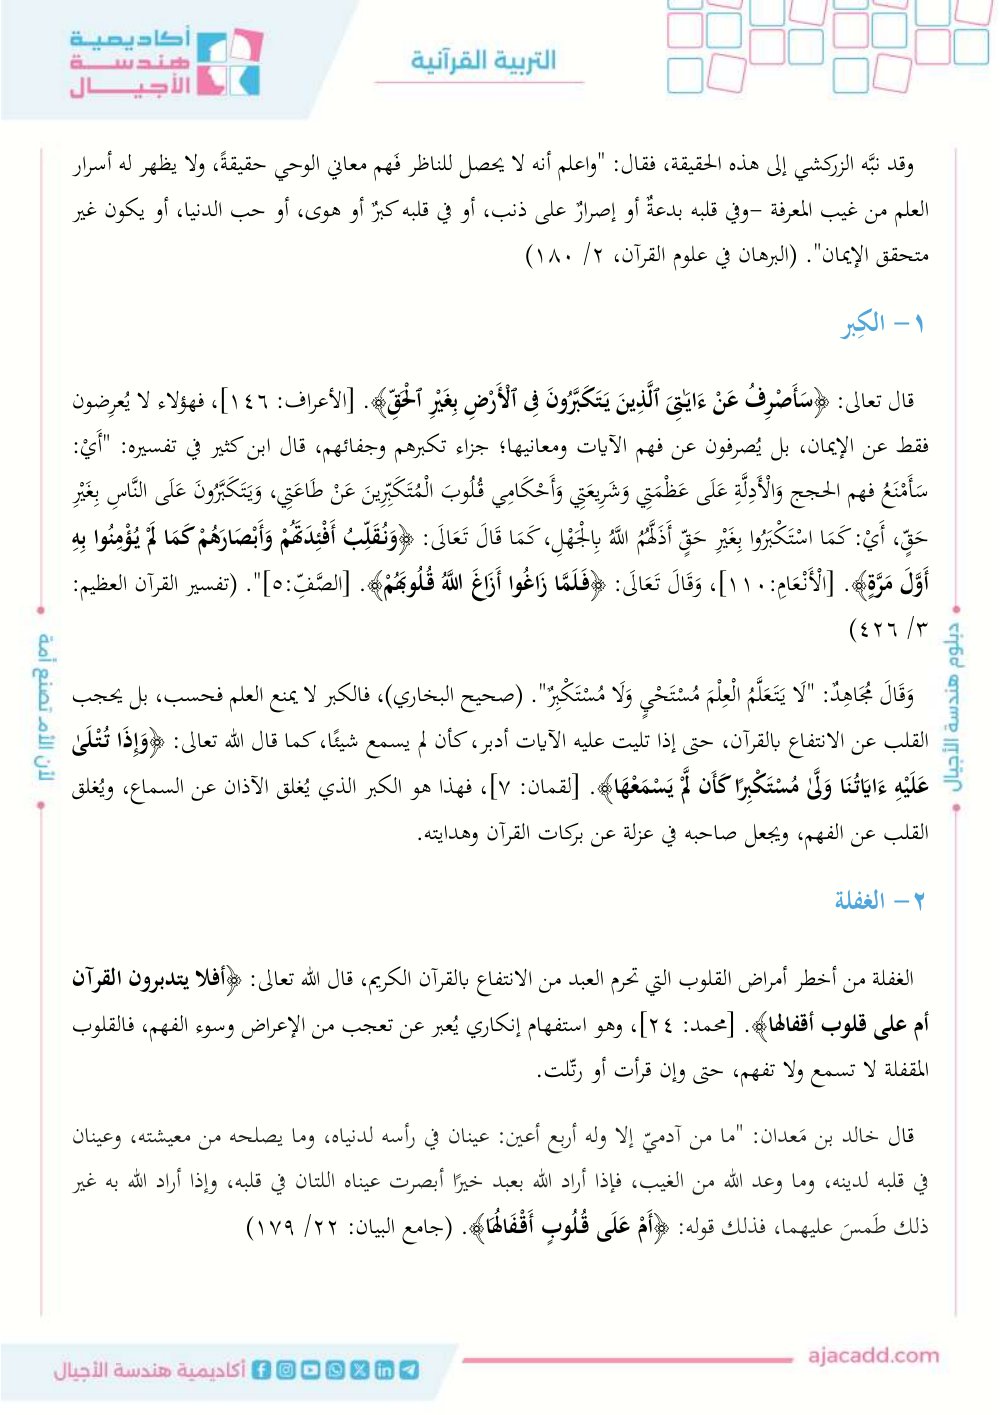 أكاديمية
هندسة
الأجيال
التربية القرآنية
وقد نبَّه الزركشي إلى هذه الحقيقة، فقال: "واعلم أنه لا يحصل للناظر فَهم معاني الوحي حقيقةً، ولا يظهر له أسرار
العلم من غيب المعرفة –وفي قلبه بدعةٌ أو إصرارٌ على ذنب، أو في قلبه كبرٌ أو هوى، أو حب الدنيا، أو يكون غير
متحقق الإيمان". (البرهان في علوم القرآن، ٢/ ١٨٠)
١– الكِبر
قال تعالى: ﴿سَأَصْرِفُ عَنْ ءَايَٰتِىَ ٱلَّذِينَ يَتَكَبَّرُونَ فِى ٱلْأَرْضِ بِغَيْرِ ٱلْحَقِّ﴾. [الأعراف: ١٤٦]، فهؤلاء لا يُعرِضون
فقط عن الإيمان، بل يُصرفون عن فهم الآيات ومعانيها؛ جزاء تكبرهم وجفائهم، قال ابن كثير في تفسيره: "أَيْ:
سَأَمْنَعُ فهم الحجج وَالْأَدِلَّةِ عَلَى عَظَمَتِي وَشَرِيعَتِي وَأَحْكَامِي قُلُوبَ الْمُتَكَبِّرِينَ عَنْ طَاعَتِي، وَيَتَكَبَّرُونَ عَلَى النَّاسِ بِغَيْرِ
حَقٍّ، أَيْ: كَمَا اسْتَكْبَرُوا بِغَيْرِ حَقٍّ أَذَلَّهُمُ اللَّهُ بِالْجَهْلِ، كَمَا قَالَ تَعَالَى: ﴿وَنُقَلِّبُ أَفْئِدَتَهُمْ وَأَبْصَارَهُمْ كَمَا لَمْ يُؤْمِنُوا بِهِ
أَوَّلَ مَرَّةٍ﴾. [الْأَنْعَامِ:١١٠]، وَقَالَ تَعَالَى: ﴿فَلَمَّا زَاغُوا أَزَاغَ اللَّهُ قُلُوبَهُمْ﴾. [الصَّفِّ:٥]". (تفسير القرآن العظيم:
٣/ ٤٢٦)
وَقَالَ مُجَاهِدٌ: "لَا يَتَعَلَّمُ الْعِلْمَ مُسْتَحْيٍ وَلَا مُسْتَكْبِرٌ". (صحيح البخاري)، فالكبر لا يمنع العلم فحسب، بل يحجب
القلب عن الانتفاع بالقرآن، حتى إذا تليت عليه الآيات أدبر، كأن لم يسمع شيئًا، كما قال الله تعالى: ﴿وَإِذَا تُتْلَىٰ
عَلَيْهِ ءَايَاتُنَا وَلَّىٰ مُسْتَكْبِرًا كَأَن لَّمْ يَسْمَعْهَا﴾. [لقمان: ٧]، فهذا هو الكبر الذي يُغلق الآذان عن السماع، ويُغلق
القلب عن الفهم، ويجعل صاحبه في عزلة عن بركات القرآن وهدايته.
٢– الغفلة
الغفلة من أخطر أمراض القلوب التي تحرم العبد من الانتفاع بالقرآن الكريم، قال الله تعالى: ﴿أفلا يتدبرون القرآن
أم على قلوب أقفالها﴾. [محمد: ٢٤]، وهو استفهام إنكاري يُعبر عن تعجب من الإعراض وسوء الفهم، فالقلوب
المقفلة لا تسمع ولا تفهم، حتى وإن قرأت أو رتّلت.
قال خالد بن مَعدان: "ما من آدميّ إلا وله أربع أعين: عينان في رأسه لدنياه، وما يصلحه من معيشته، وعينان
في قلبه لدينه، وما وعد الله من الغيب، فإذا أراد الله بعبد خيرًا أبصرت عيناه اللتان في قلبه، وإذا أراد الله به غير
ذلك طَمسَ عليهما، فذلك قوله: ﴿أَمْ عَلَى قُلُوبٍ أَقْفَالُهَا﴾. (جامع البيان: ٢٢/ ١٧٩)
دبلوم هندسة الأجيال
لأن الأم تصنع أمة
أكاديمية هندسة الأجيال
ajacadd.com